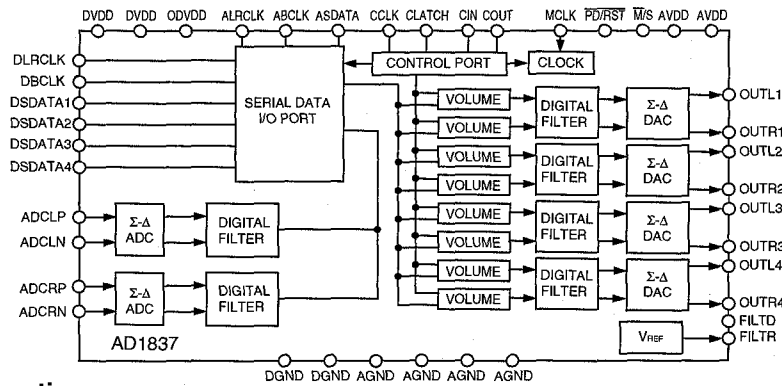 DVDD DVDD ODVDD ALRCLK ABCLK ASDATA CCLK CLATCH CIN COUT MCLK PD/RST M/S AVDD AVDD
DLRCLK
DBCLK
DSDATA1
DSDATA2
DSDATA3
DSDATA4
SERIAL DATA
I/O PORT
CONTROL PORT
CLOCK
VOLUME
VOLUME
VOLUME
VOLUME
VOLUME
VOLUME
VOLUME
VOLUME
DIGITAL
FILTER
DIGITAL
FILTER
DIGITAL
FILTER
DIGITAL
FILTER
Σ-Δ
DAC
Σ-Δ
DAC
Σ-Δ
DAC
Σ-Δ
DAC
OUTL1
OUTR1
OUTL2
OUTR2
OUTL3
OUTR3
OUTL4
OUTR4
FILTD
FILTR
VREF
ADCLP
ADCLN
Σ-Δ
ADC
DIGITAL
FILTER
ADCRP
ADCRN
Σ-Δ
ADC
DIGITAL
FILTER
AD1837
DGND DGND AGND AGND AGND AGND